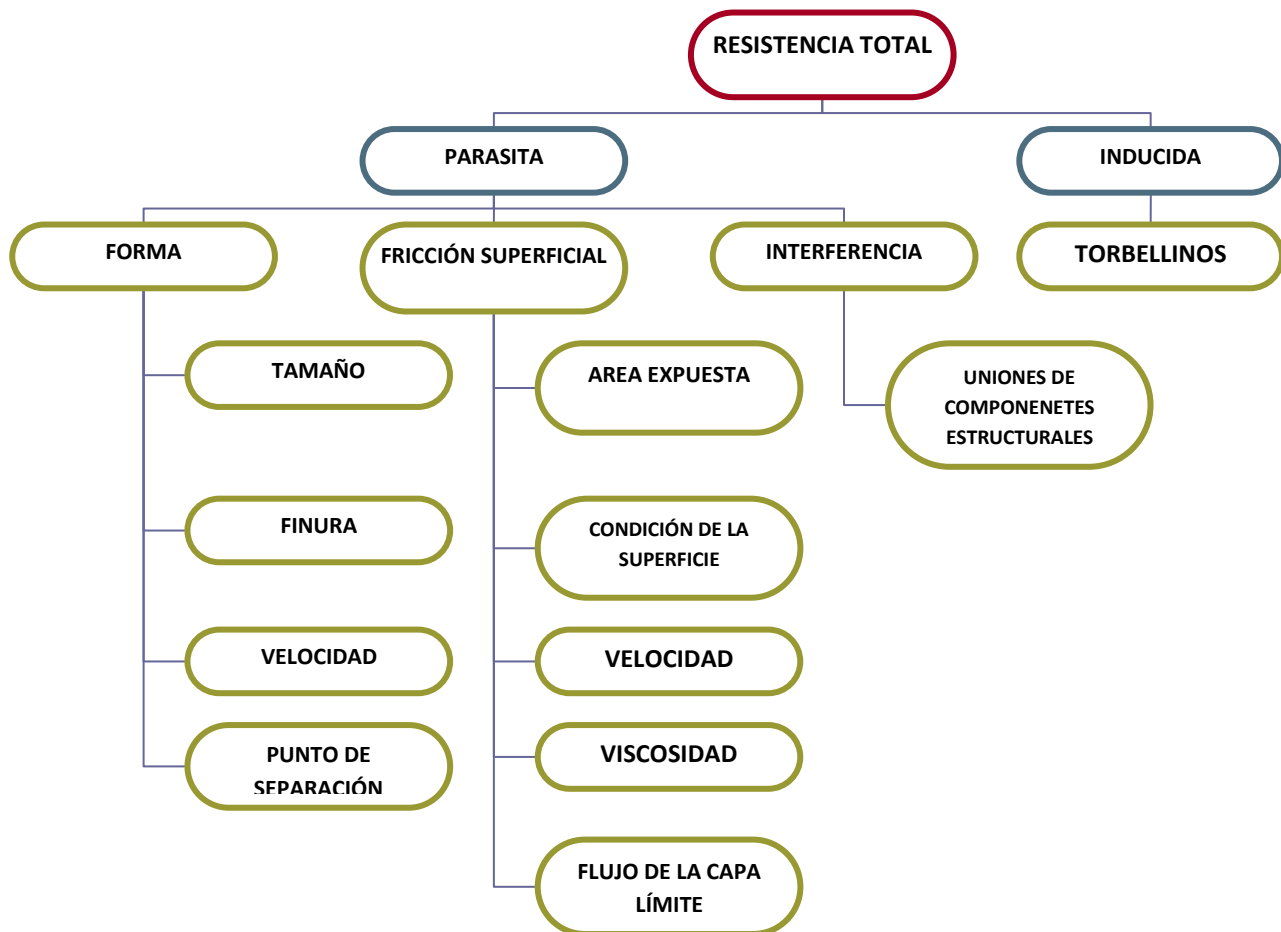 RESISTENCIA TOTAL
PARASITA
INDUCIDA
FORMA
FRICCIÓN SUPERFICIAL
INTERFERENCIA
TORBELLINOS
TAMAÑO
FINURA
VELOCIDAD
PUNTO DE
SEPARACIÓN
AREA EXPUESTA
CONDICIÓN DE LA
SUPERFICIE
VELOCIDAD
VISCOSIDAD
FLUJO DE LA CAPA
LÍMITE
UNIONES DE
COMPONENETES
ESTRUCTURALES